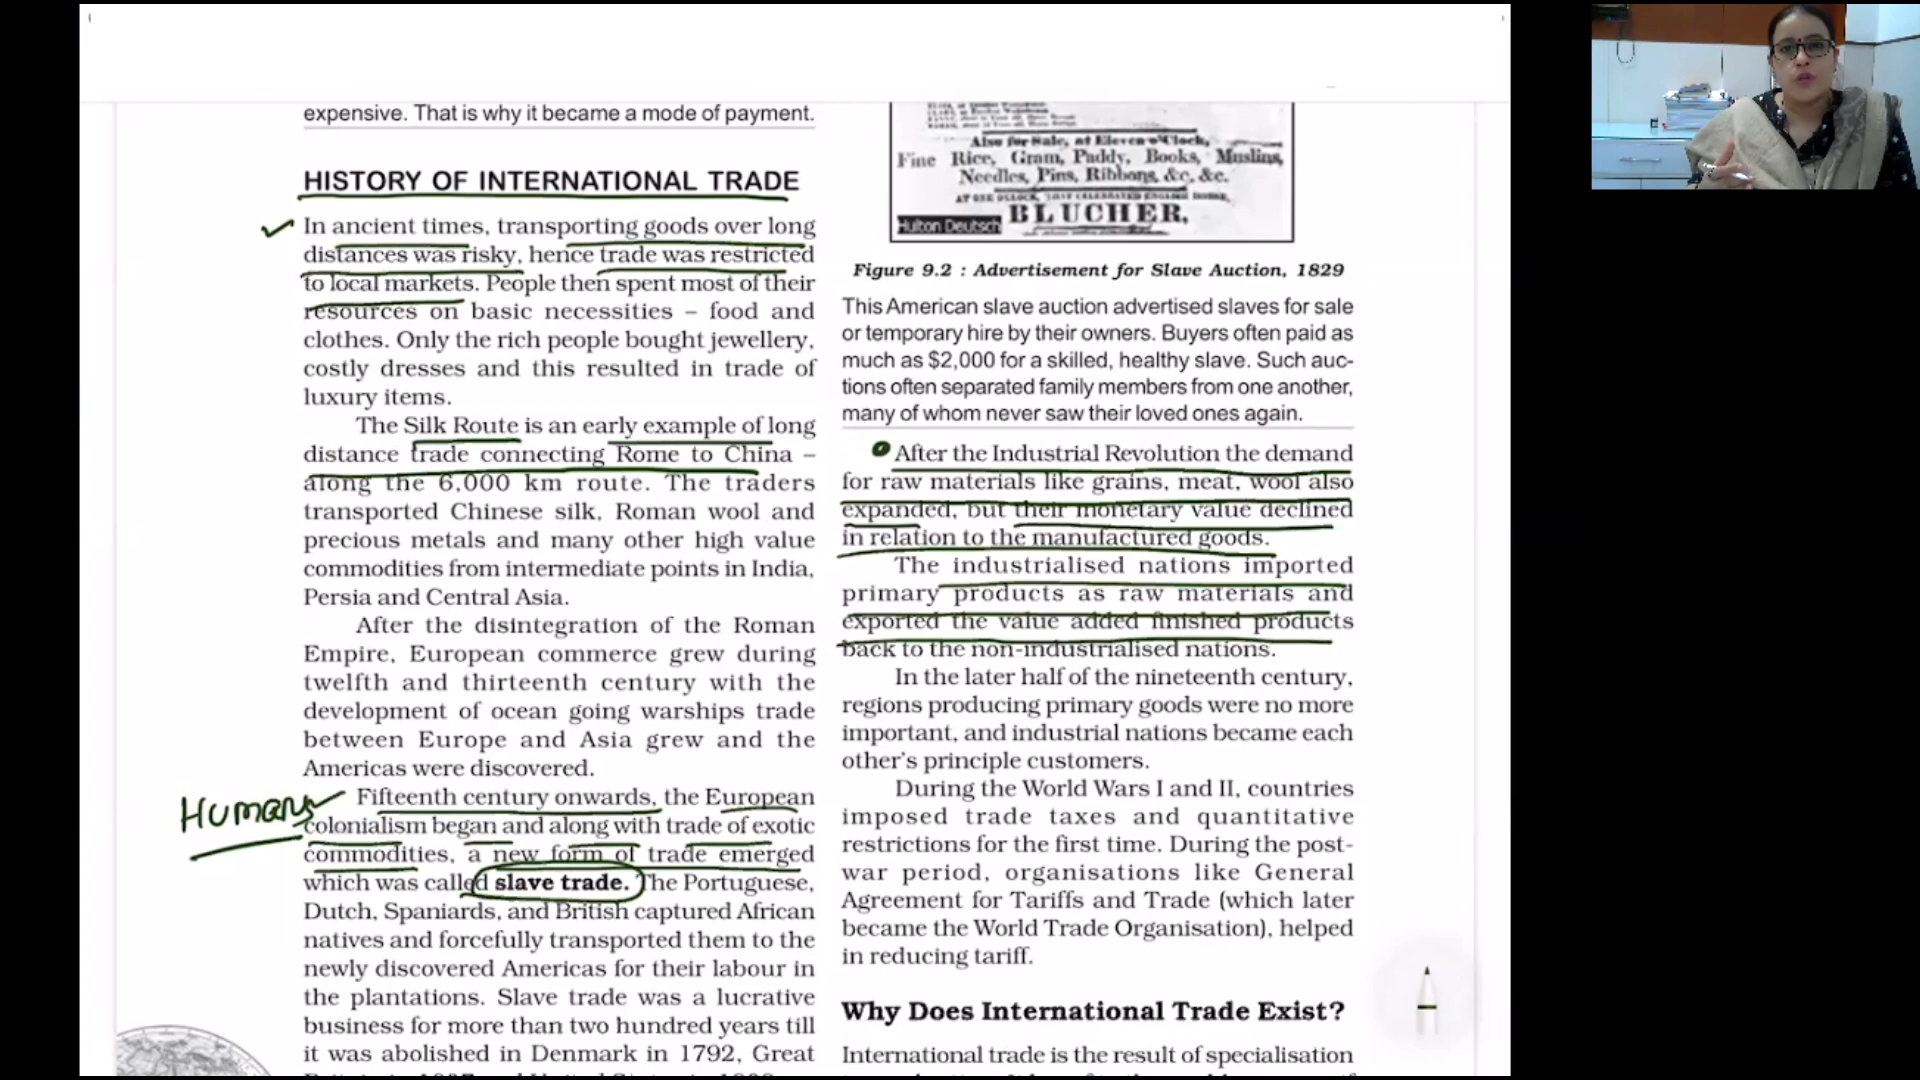 expensive. That is why it became a mode of payment.
HISTORY OF INTERNATIONAL TRADE
In ancient times, transporting goods over long
distances was risky, hence trade was restricted
to local markets. People then spent most of their
resources on basic necessities – food and
clothes. Only the rich people bought jewellery,
costly dresses and this resulted in trade of
luxury items.
The Silk Route is an early example of long
distance trade connecting Rome to China –
along the 6,000 km route. The traders
transported Chinese silk, Roman wool and
precious metals and many other high value
commodities from intermediate points in India,
Persia and Central Asia.
After the disintegration of the Roman
Empire, European commerce grew during
twelfth and thirteenth century with the
development of ocean going warships trade
between Europe and Asia grew and the
Americas were discovered.
Humans
Fifteenth century onwards, the European
colonialism began and along with trade of exotic
commodities, a new form of trade emerged
which was called slave trade. The Portuguese,
Dutch, Spaniards, and British captured African
natives and forcefully transported them to the
newly discovered Americas for their labour in
the plantations. Slave trade was a lucrative
business for more than two hundred years till
it was abolished in Denmark in 1792, Great
Also for Sale, at Eleven o'Clock,
Fine Rice, Gram, Paddy, Books, Muslins,
Needles, Pins, Ribbons, &c. &c.
AT ONE O'CLOCK, THAT CELEBRATED ENGLISH HORSE,
BLUCHER,
Hulton Deutsch
Figure 9.2 : Advertisement for Slave Auction, 1829
This American slave auction advertised slaves for sale
or temporary hire by their owners. Buyers often paid as
much as $2,000 for a skilled, healthy slave. Such auc-
tions often separated family members from one another,
many of whom never saw their loved ones again.
After the Industrial Revolution the demand
for raw materials like grains, meat, wool also
expanded, but their monetary value declined
in relation to the manufactured goods.
The industrialised nations imported
primary products as raw materials and
exported the value added finished products
back to the non-industrialised nations.
In the later half of the nineteenth century,
regions producing primary goods were no more
important, and industrial nations became each
other's principle customers.
During the World Wars I and II, countries
imposed trade taxes and quantitative
restrictions for the first time. During the post-
war period, organisations like General
Agreement for Tariffs and Trade (which later
became the World Trade Organisation), helped
in reducing tariff.
Why Does International Trade Exist?
International trade is the result of specialisation